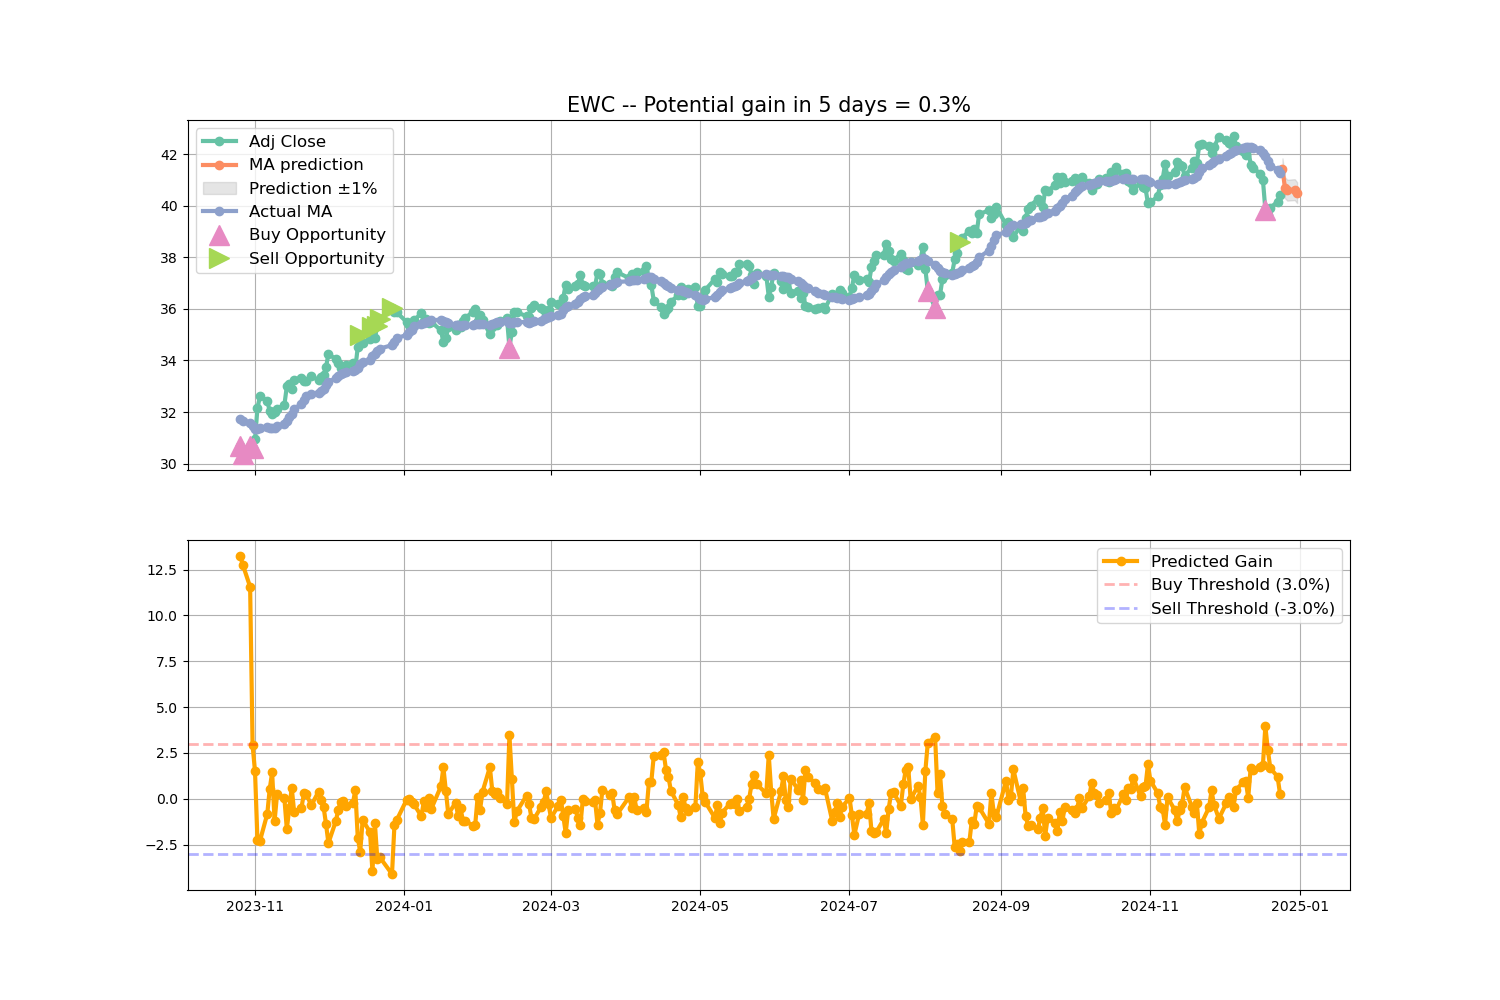 EWC -- Potential gain in 5 days = 0.3%
Adj Close
MA prediction
Prediction ±1%
Actual MA
Buy Opportunity
Sell Opportunity
42
40
38
36
34
32
30
Predicted Gain
Buy Threshold (3.0%)
Sell Threshold (-3.0%)
12.5
10.0
7.5
5.0
2.5
0.0
−2.5
2023-11 2024-01 2024-03 2024-05 2024-07 2024-09 2024-11 2025-01